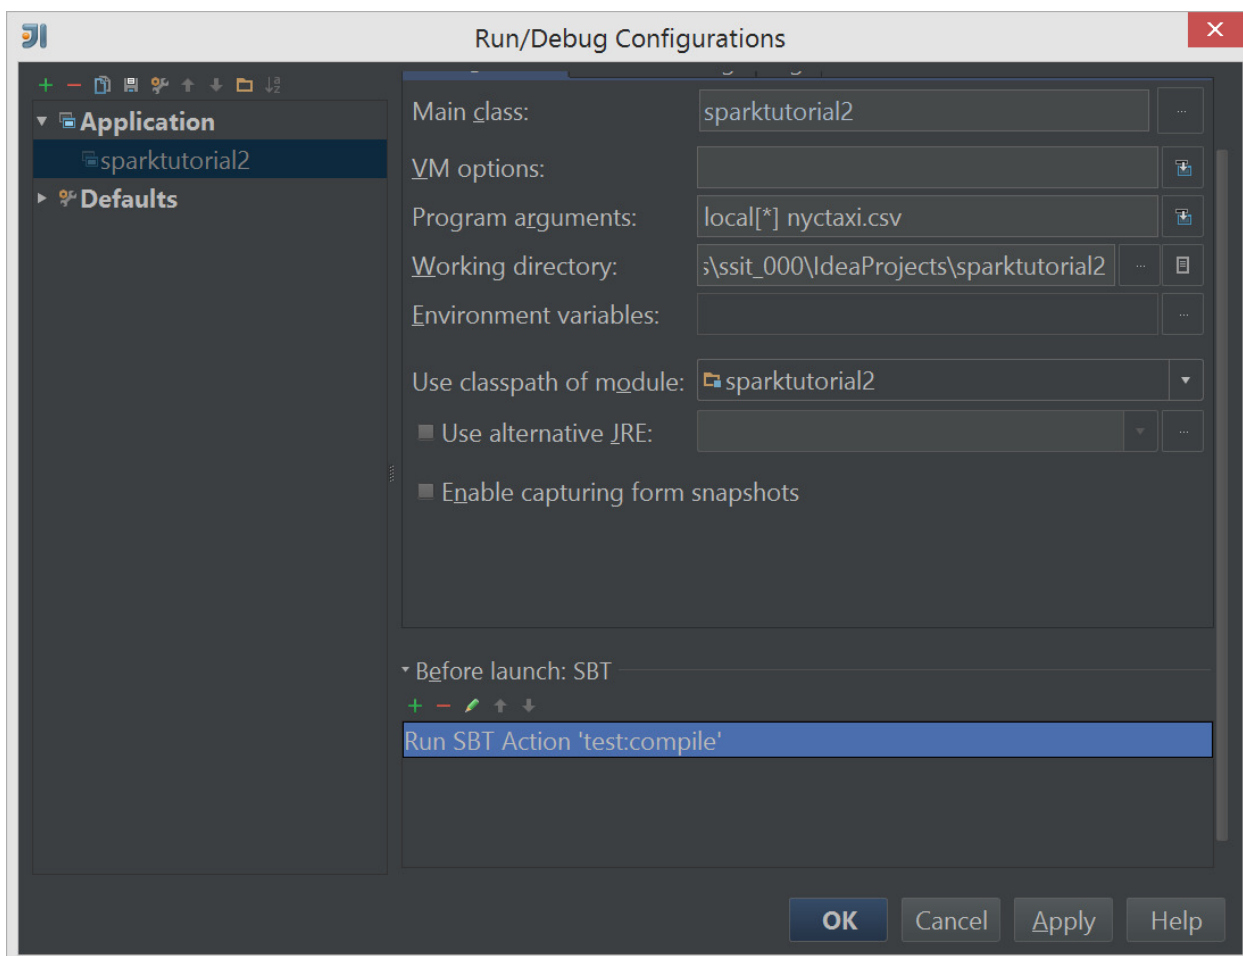 Run/Debug Configurations
Application
sparktutorial2
Defaults
Main class: sparktutorial2
VM options:
Program arguments: local[*] nyctaxi.csv
Working directory: s\ssit_000\IdeaProjects\sparktutorial2
Environment variables:
Use classpath of module: sparktutorial2
Use alternative JRE:
Enable capturing form snapshots
Before launch: SBT
Run SBT Action 'test:compile'
OK Cancel Apply Help